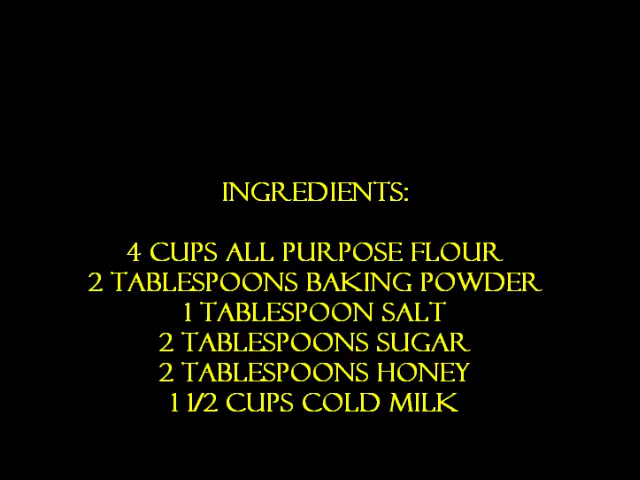 INGREDIENTS:
4 CUPS ALL PURPOSE FLOUR
2 TABLESPOONS BAKING POWDER
1 TABLESPOON SALT
2 TABLESPOONS SUGAR
2 TABLESPOONS HONEY
1 1/2 CUPS COLD MILK